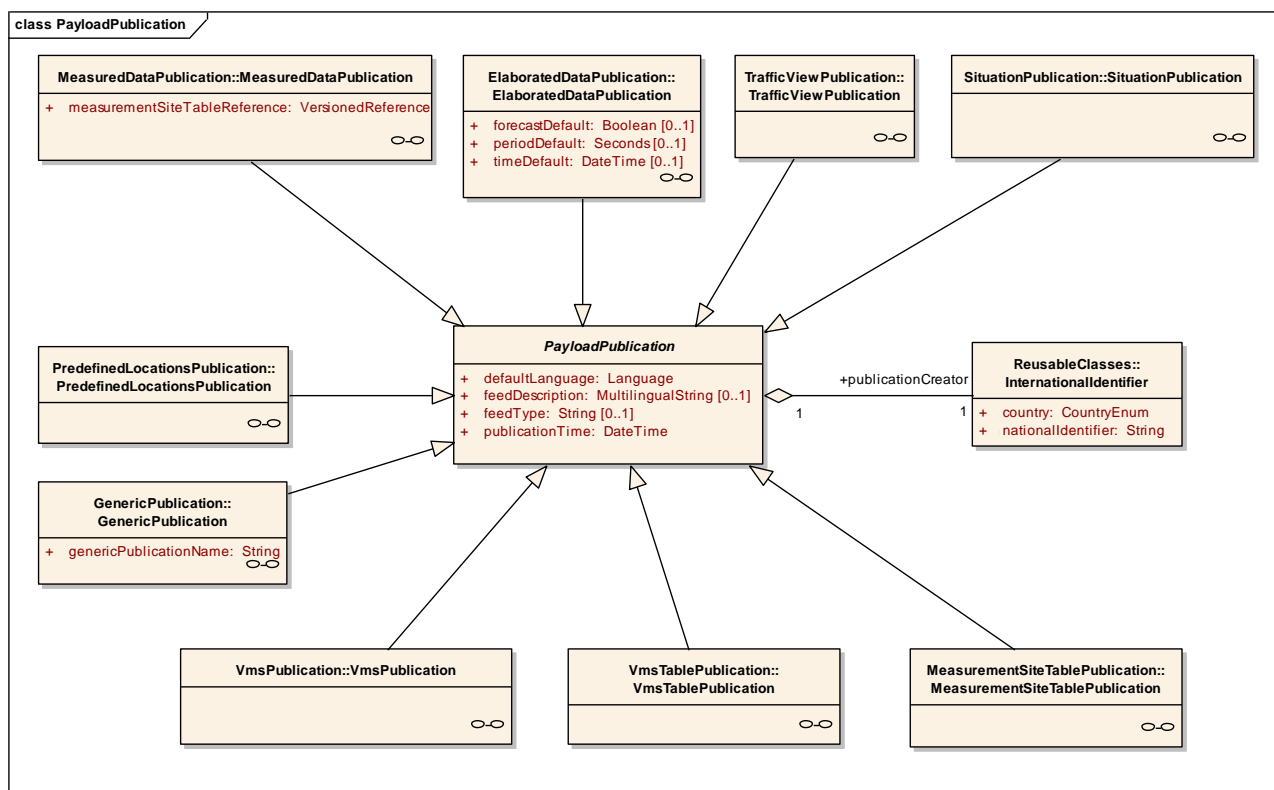 class PayloadPublication
MeasuredDataPublication::MeasuredDataPublication
+ measurementSiteTableReference: VersionedReference
ElaboratedDataPublication::
ElaboratedDataPublication
+ forecastDefault: Boolean [0..1]
+ periodDefault: Seconds [0..1]
+ timeDefault: DateTime [0..1]
TrafficViewPublication::
TrafficViewPublication
SituationPublication::SituationPublication
PredefinedLocationsPublication::
PredefinedLocationsPublication
PayloadPublication
+ defaultLanguage: Language
+ feedDescription: MultilingualString [0..1]
+ feedType: String [0..1]
+ publicationTime: DateTime
+publicationCreator
1
1
ReusableClasses::
InternationalIdentifier
+ country: CountryEnum
+ nationalIdentifier: String
GenericPublication::
GenericPublication
+ genericPublicationName: String
VmsPublication::VmsPublication
VmsTablePublication::
VmsTablePublication
MeasurementSiteTablePublication::
MeasurementSiteTablePublication